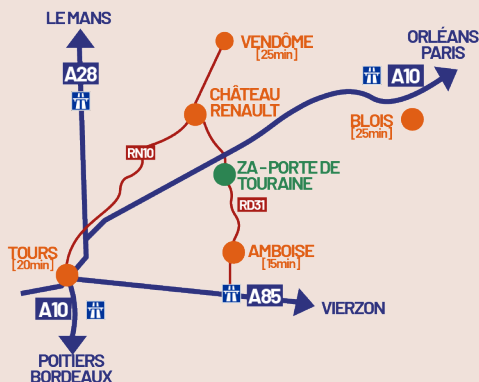 LE MANS
ORLÉANS
PARIS
VENDÔME
[25min]
A28
A10
CHÂTEAU
RENAULT
BLOIS
[25min]
RN10
ZA - PORTE DE
TOURAINE
RD31
TOURS
[20min]
AMBOISE
[15min]
A85
A10
VIERZON
POITIERS
BORDEAUX